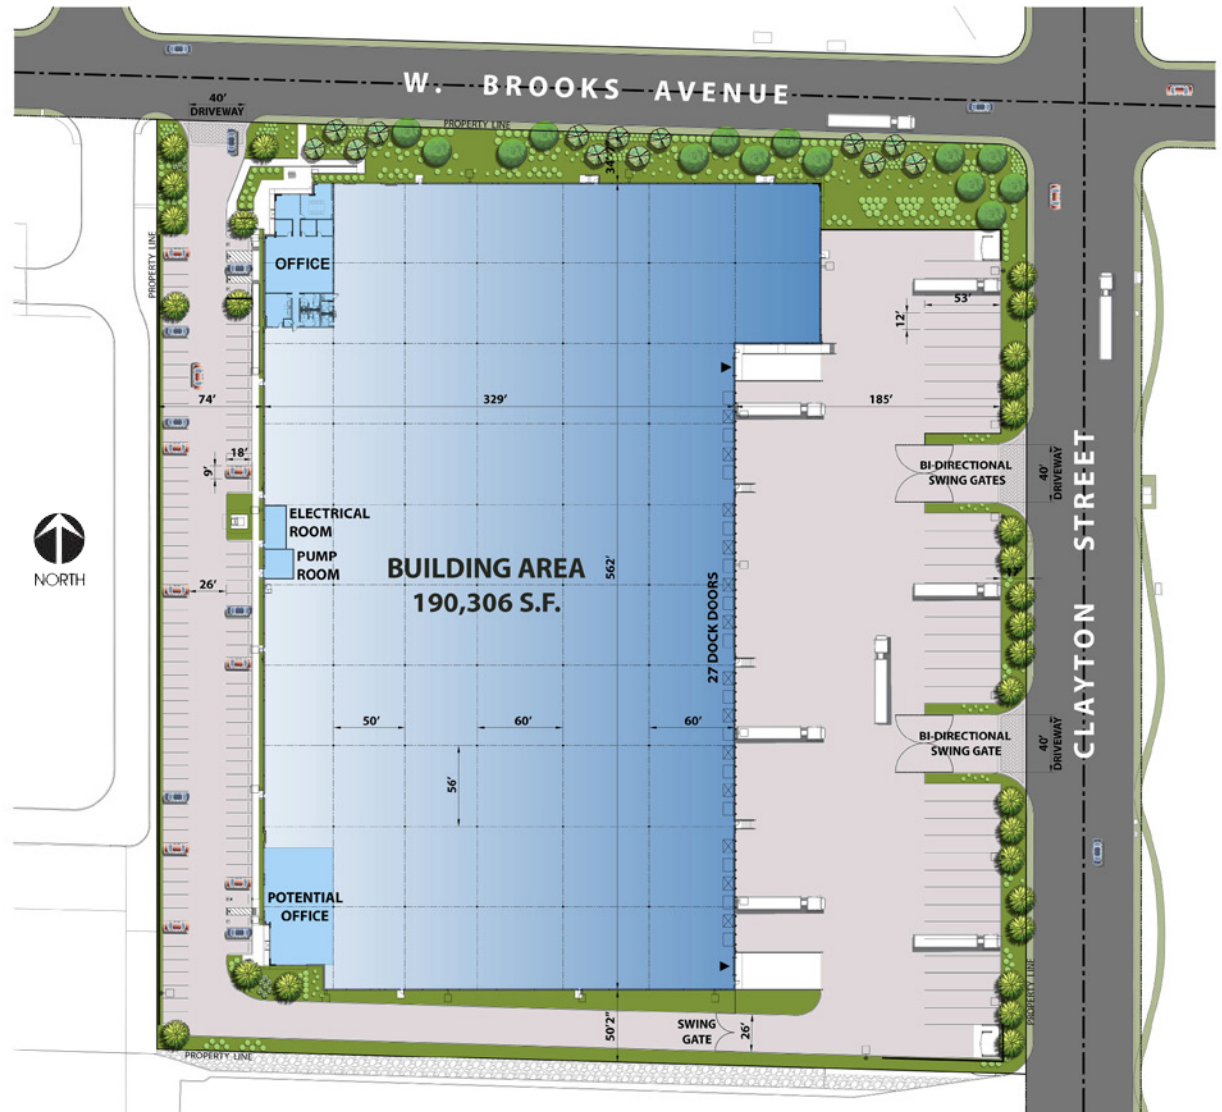 W. BROOKS AVENUE
40'
DRIVEWAY
PROPERTY LINE
34'
PROPERTY LINE
OFFICE
53'
12'
74'
329'
185'
18'
9'
BI-DIRECTIONAL
SWING GATES
40'
DRIVEWAY
ELECTRICAL
ROOM
PUMP
ROOM
NORTH
26'
BUILDING AREA
190,306 S.F.
562'
27 DOCK DOORS
CLAYTON STREET
50'
60'
60'
BI-DIRECTIONAL
SWING GATE
40'
DRIVEWAY
56'
POTENTIAL
OFFICE
PROPERTY LINE
50'2"
SWING
GATE
26'
PROPERTY LINE